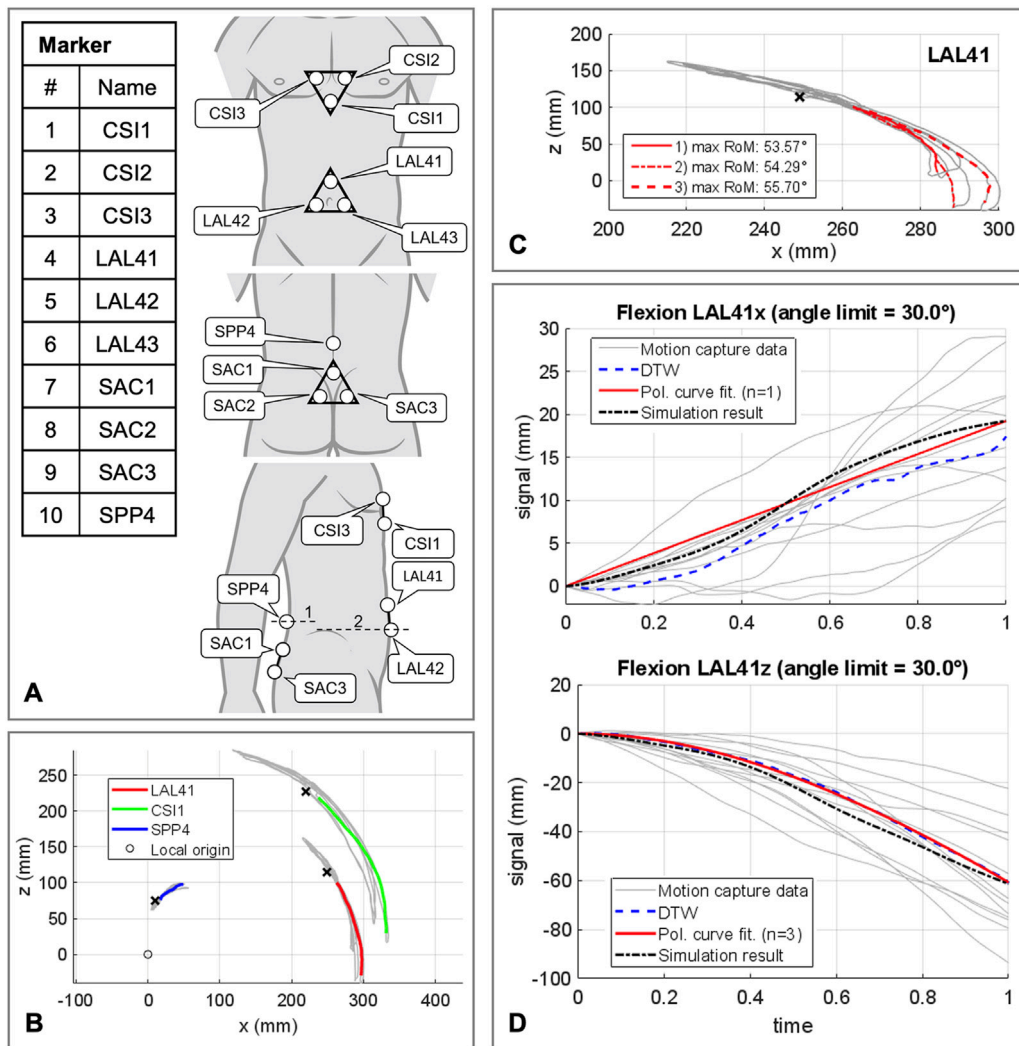 Marker
# Name
1 CSI1
2 CSI2
3 CSI3
4 LAL41
5 LAL42
6 LAL43
7 SAC1
8 SAC2
9 SAC3
10 SPP4
CSI2
CSI3
CSI1
LAL41
LAL42
LAL43
SPP4
SAC1
SAC2
SAC3
CSI3
CSI1
LAL41
SPP4
1
2
SAC1
LAL42
SAC3
A
250
200
150
100
50
0
z (mm)
LAL41
CSI1
SPP4
Local origin
-100 0 100 200 300 400
x (mm)
B
200
150
100
50
0
z (mm)
LAL41
1) max RoM: 53.57°
2) max RoM: 54.29°
3) max RoM: 55.70°
200 220 240 260 280 300
x (mm)
C
Flexion LAL41x (angle limit = 30.0°)
30
25
20
15
10
5
0
signal (mm)
Motion capture data
DTW
Pol. curve fit. (n=1)
Simulation result
0 0.2 0.4 0.6 0.8 1
Flexion LAL41z (angle limit = 30.0°)
20
0
-20
-40
-60
-80
-100
signal (mm)
Motion capture data
DTW
Pol. curve fit. (n=3)
Simulation result
0 0.2 0.4 0.6 0.8 1
time
D